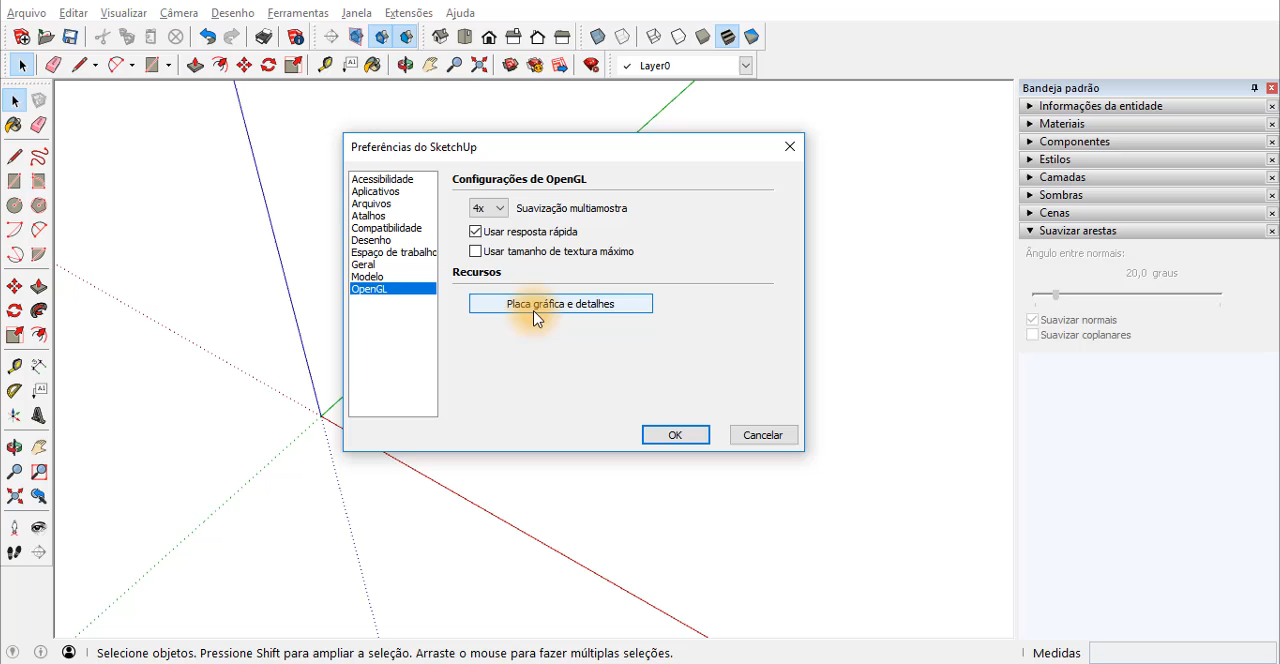 Arquivo Editar Visualizar Câmera Desenho Ferramentas Janela Extensões Ajuda
A1
Layer0
Bandeja padrão
Informações da entidade
Materiais
Componentes
Estilos
Camadas
Sombras
Cenas
Suavizar arestas
Ângulo entre normais:
20,0 graus
Suavizar normais
Suavizar coplanares
Preferências do SketchUp
Acessibilidade
Aplicativos
Arquivos
Atalhos
Compatibilidade
Desenho
Espaço de trabalho
Geral
Modelo
OpenGL
Configurações de OpenGL
4x Suavização multiamostra
Usar resposta rápida
Usar tamanho de textura máximo
Recursos
Placa gráfica e detalhes
OK Cancelar
A1
Selecione objetos. Pressione Shift para ampliar a seleção. Arraste o mouse para fazer múltiplas seleções.
Medidas